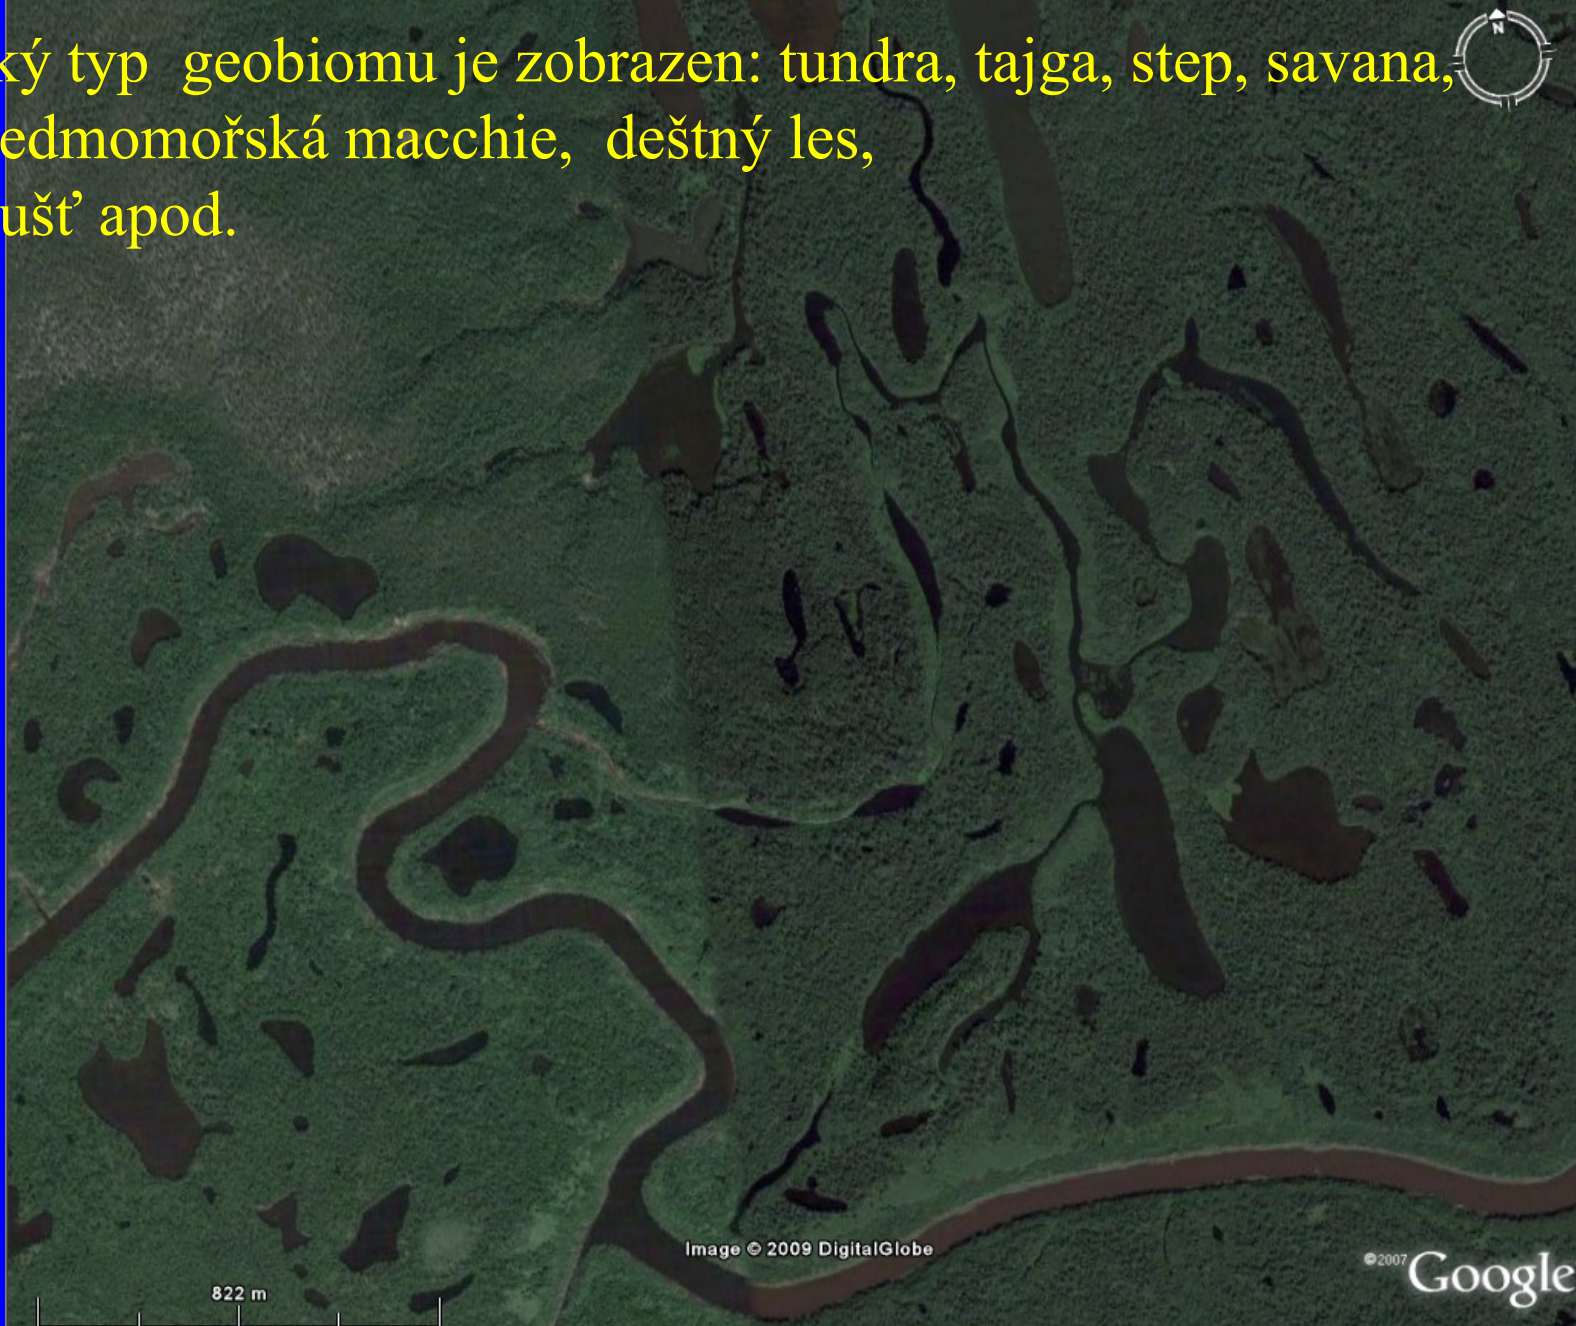 ký typ geobiomu je zobrazen: tundra, tajga, step, savana,
edmomořská macchie, deštný les,
ušť apod.
N
Image © 2009 DigitalGlobe
©2007 Google
822 m